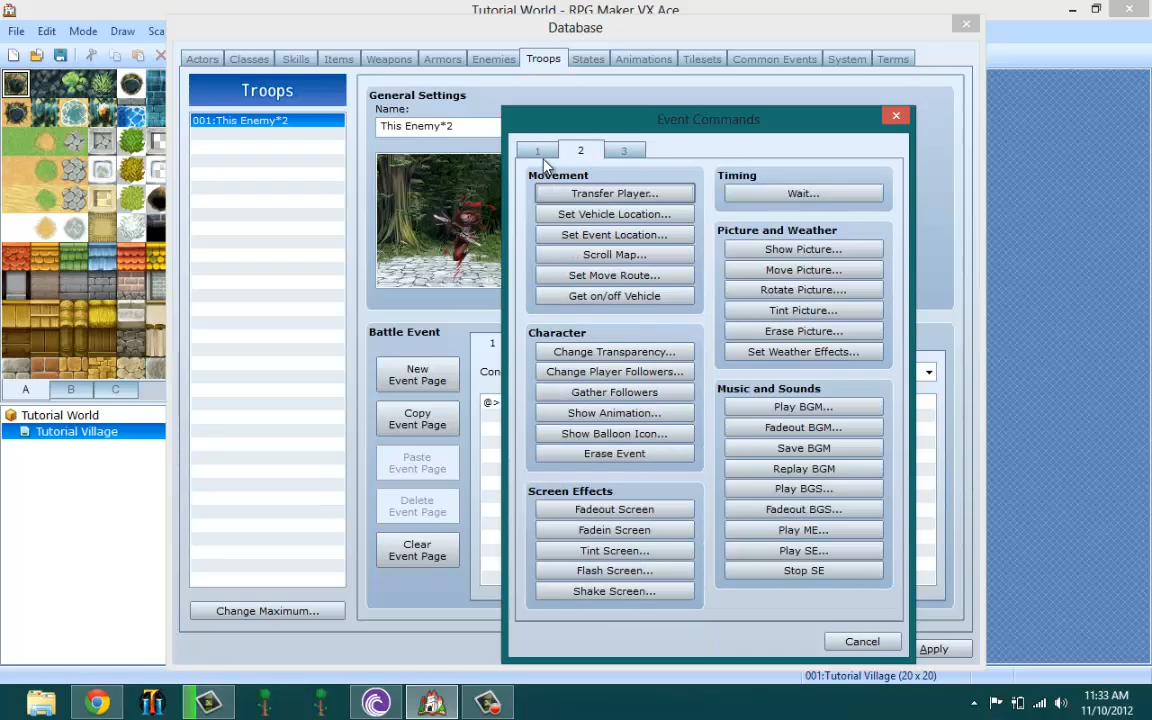 Tutorial World - RPG Maker VX Ace
File Edit Mode Draw Sca
Database
Actors Classes Skills Items Weapons Armors Enemies Troops States Animations Tilesets Common Events System Terms
Troops
001:This Enemy*2
Change Maximum...
General Settings
Name:
This Enemy*2
Battle Event
New
Event Page
Copy
Event Page
Paste
Event Page
Delete
Event Page
Clear
Event Page
1
Con
@>
Event Commands
1 2 3
Movement
Transfer Player...
Set Vehicle Location...
Set Event Location...
Scroll Map...
Set Move Route...
Get on/off Vehicle
Character
Change Transparency...
Change Player Followers...
Gather Followers
Show Animation...
Show Balloon Icon...
Erase Event
Screen Effects
Fadeout Screen
Fadein Screen
Tint Screen...
Flash Screen...
Shake Screen...
Timing
Wait...
Picture and Weather
Show Picture...
Move Picture...
Rotate Picture....
Tint Picture...
Erase Picture...
Set Weather Effects...
Music and Sounds
Play BGM...
Fadeout BGM...
Save BGM
Replay BGM
Play BGS...
Fadeout BGS...
Play ME...
Play SE...
Stop SE
Cancel
Apply
A B C
Tutorial World
Tutorial Village
001:Tutorial Village (20 x 20)
11:33 AM
11/10/2012